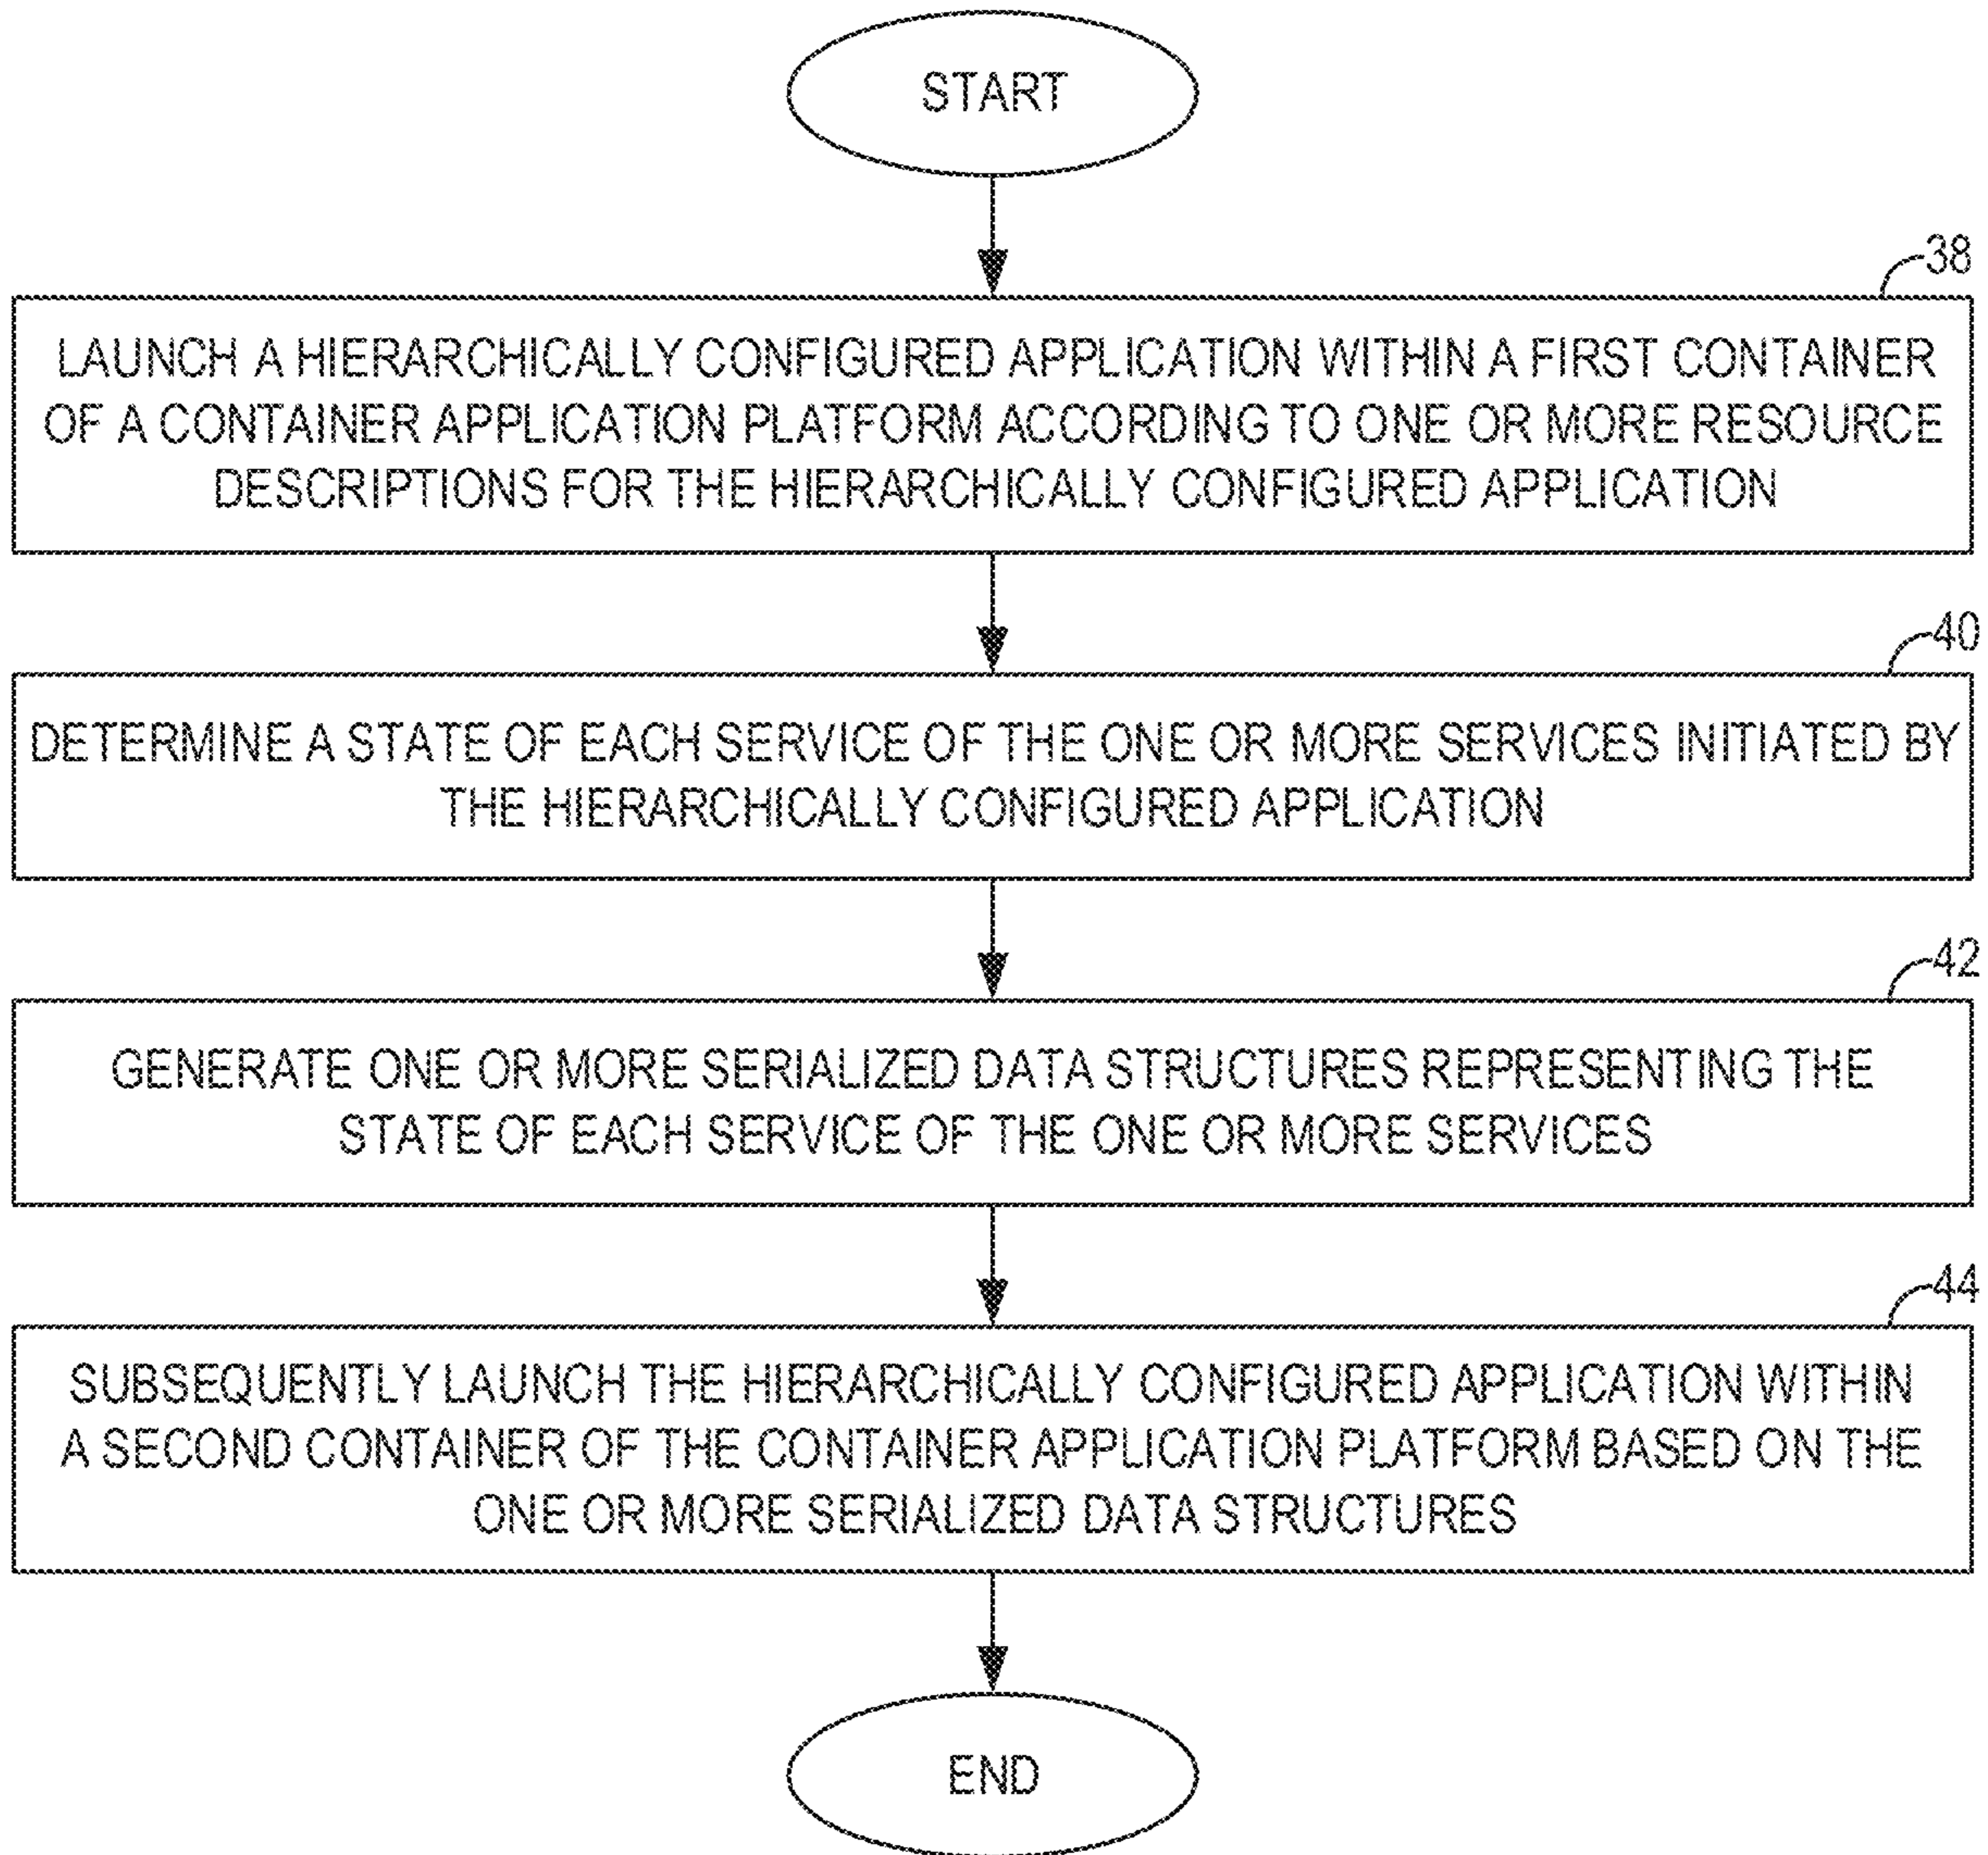 START
38
LAUNCH A HIERARCHICALLY CONFIGURED APPLICATION WITHIN A FIRST CONTAINER
OF A CONTAINER APPLICATION PLATFORM ACCORDING TO ONE OR MORE RESOURCE
DESCRIPTIONS FOR THE HIERARCHICALLY CONFIGURED APPLICATION
40
DETERMINE A STATE OF EACH SERVICE OF THE ONE OR MORE SERVICES INITIATED BY
THE HIERARCHICALLY CONFIGURED APPLICATION
42
GENERATE ONE OR MORE SERIALIZED DATA STRUCTURES REPRESENTING THE
STATE OF EACH SERVICE OF THE ONE OR MORE SERVICES
44
SUBSEQUENTLY LAUNCH THE HIERARCHICALLY CONFIGURED APPLICATION WITHIN
A SECOND CONTAINER OF THE CONTAINER APPLICATION PLATFORM BASED ON THE
ONE OR MORE SERIALIZED DATA STRUCTURES
END